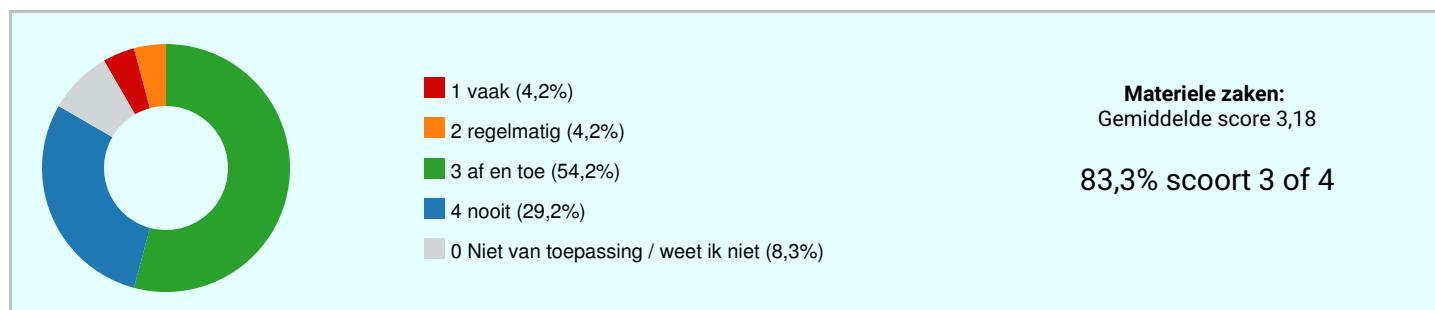 1 vaak (4,2%)
2 regelmatig (4,2%)
3 af en toe (54,2%)
4 nooit (29,2%)
0 Niet van toepassing / weet ik niet (8,3%)
Materiele zaken:
Gemiddelde score 3,18
83,3% scoort 3 of 4